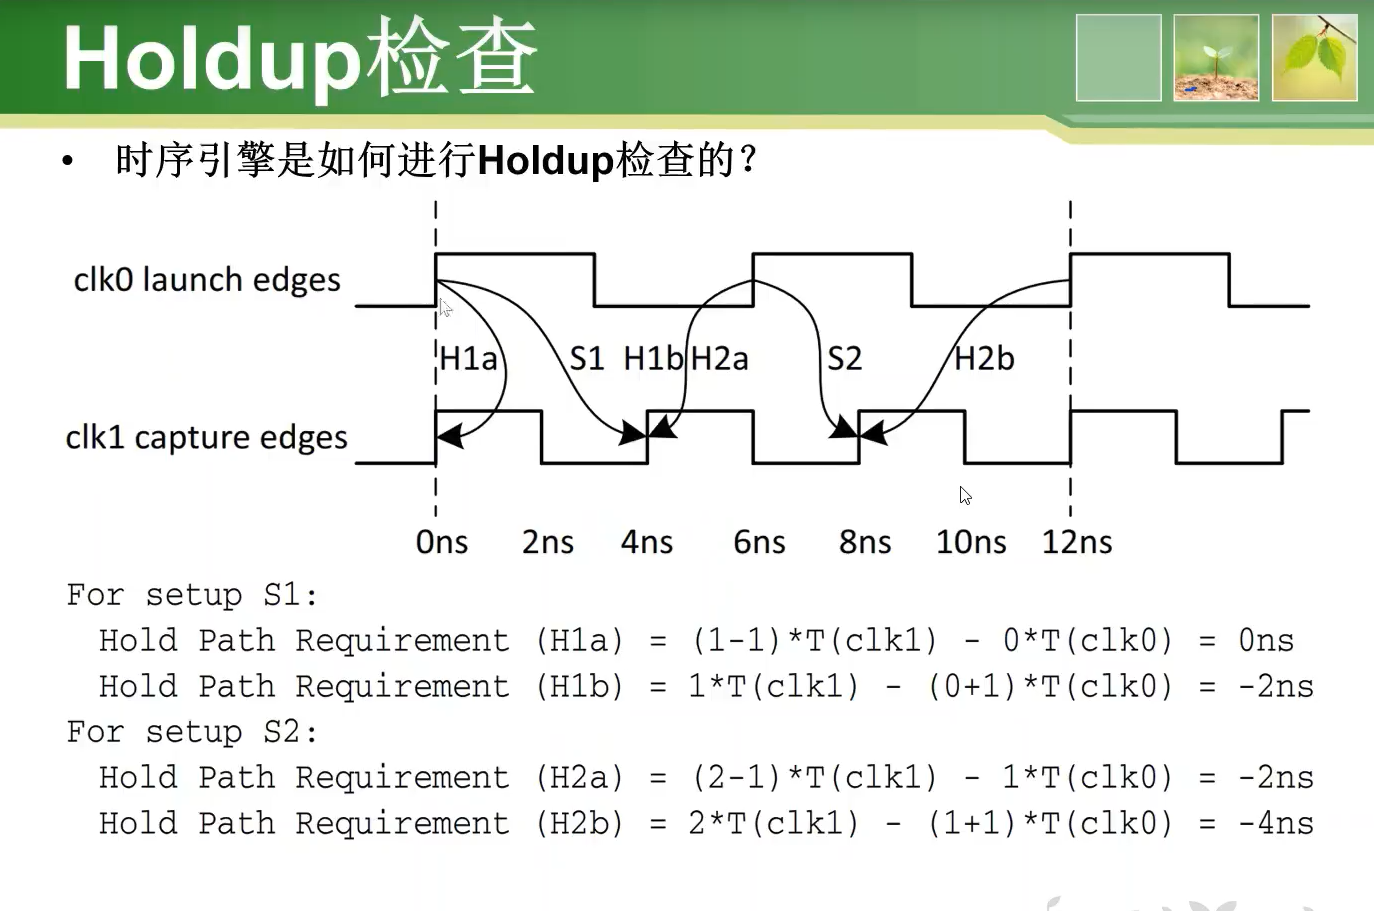 Holdup检查
• 时序引擎是如何进行Holdup检查的？
clk0 launch edges
H1a S1 H1b H2a S2 H2b
clk1 capture edges
0ns 2ns 4ns 6ns 8ns 10ns 12ns
For setup S1:
Hold Path Requirement (H1a) = (1-1)*T(clk1) - 0*T(clk0) = 0ns
Hold Path Requirement (H1b) = 1*T(clk1) - (0+1)*T(clk0) = -2ns
For setup S2:
Hold Path Requirement (H2a) = (2-1)*T(clk1) - 1*T(clk0) = -2ns
Hold Path Requirement (H2b) = 2*T(clk1) - (1+1)*T(clk0) = -4ns